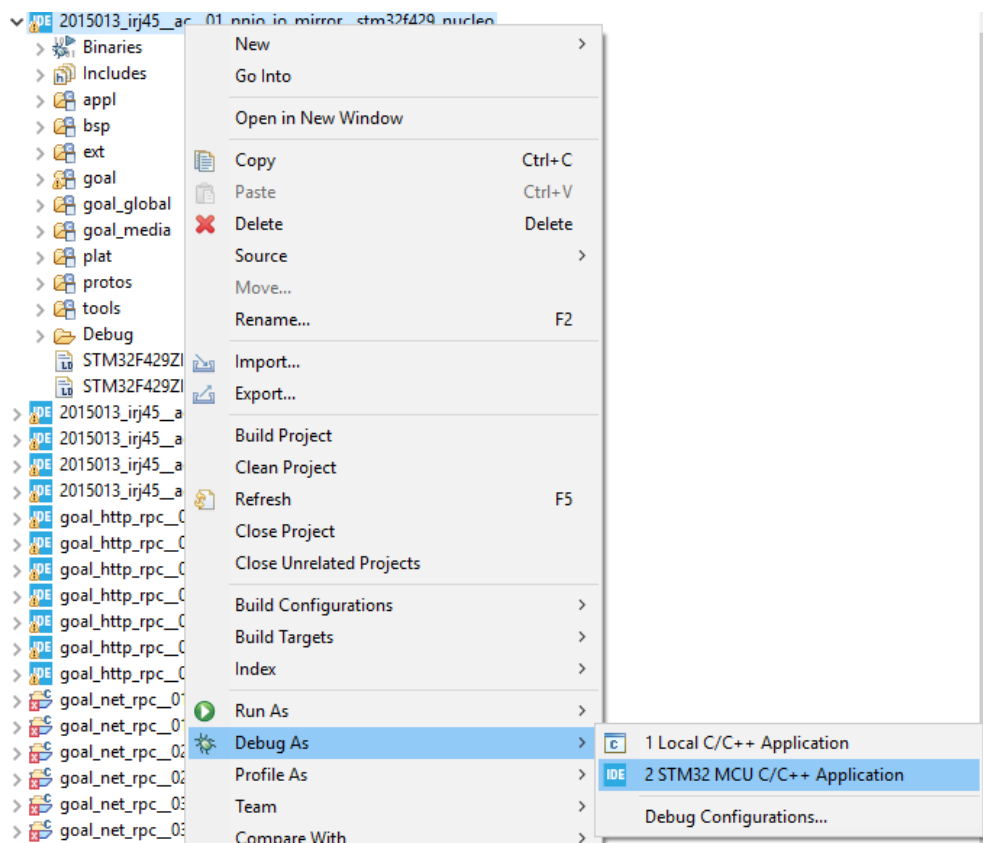 2015013_irj45__ac__01_pnio_io_mirror__stm32f429_nucleo
Binaries
Includes
appl
bsp
ext
goal
goal_global
goal_media
plat
protos
tools
Debug
STM32F429ZI
STM32F429ZI
2015013_irj45__a
2015013_irj45__a
2015013_irj45__a
2015013_irj45__a
goal_http_rpc__0
goal_http_rpc__0
goal_http_rpc__0
goal_http_rpc__0
goal_http_rpc__0
goal_http_rpc__0
goal_http_rpc__0
goal_net_rpc__01
goal_net_rpc__01
goal_net_rpc__02
goal_net_rpc__02
goal_net_rpc__03
goal_net_rpc__03
New
Go Into
Open in New Window
Copy Ctrl+C
Paste Ctrl+V
Delete Delete
Source
Move...
Rename... F2
Import...
Export...
Build Project
Clean Project
Refresh F5
Close Project
Close Unrelated Projects
Build Configurations
Build Targets
Index
Run As
Debug As
Profile As
Team
Compare With
1 Local C/C++ Application
IDE 2 STM32 MCU C/C++ Application
Debug Configurations...